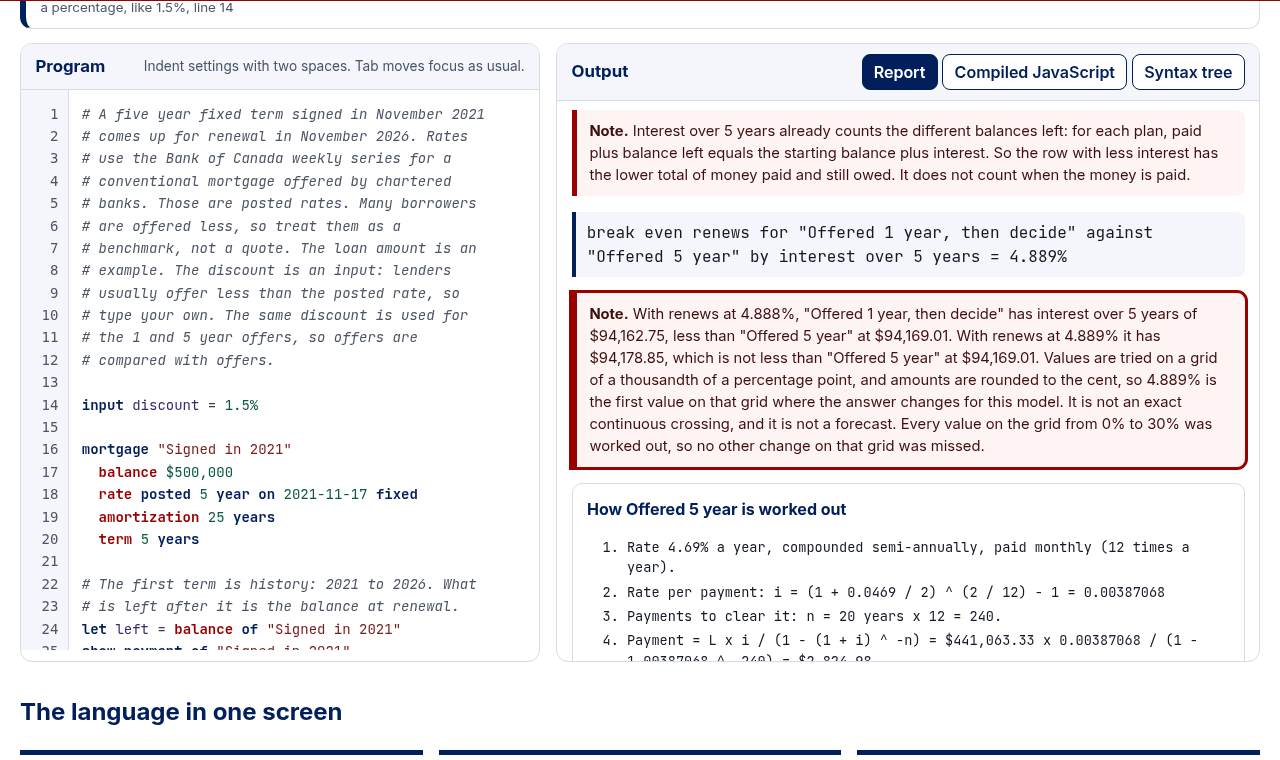 a percentage, like 1.5%, line 14
Program
Indent settings with two spaces. Tab moves focus as usual.
1 # A five year fixed term signed in November 2021
2 # comes up for renewal in November 2026. Rates
3 # use the Bank of Canada weekly series for a
4 # conventional mortgage offered by chartered
5 # banks. Those are posted rates. Many borrowers
6 # are offered less, so treat them as a
7 # benchmark, not a quote. The loan amount is an
8 # example. The discount is an input: lenders
9 # usually offer less than the posted rate, so
10 # type your own. The same discount is used for
11 # the 1 and 5 year offers, so offers are
12 # compared with offers.
13
14 input discount = 1.5%
15
16 mortgage "Signed in 2021"
17 balance $500,000
18 rate posted 5 year on 2021-11-17 fixed
19 amortization 25 years
20 term 5 years
21
22 # The first term is history: 2021 to 2026. What
23 # is left after it is the balance at renewal.
24 let left = balance of "Signed in 2021"
25 show payment of "Signed in 2021"
Output
Report
Compiled JavaScript
Syntax tree
Note. Interest over 5 years already counts the different balances left: for each plan, paid
plus balance left equals the starting balance plus interest. So the row with less interest has
the lower total of money paid and still owed. It does not count when the money is paid.
break even renews for "Offered 1 year, then decide" against
"Offered 5 year" by interest over 5 years = 4.889%
Note. With renews at 4.888%, "Offered 1 year, then decide" has interest over 5 years of
$94,162.75, less than "Offered 5 year" at $94,169.01. With renews at 4.889% it has
$94,178.85, which is not less than "Offered 5 year" at $94,169.01. Values are tried on a grid
of a thousandth of a percentage point, and amounts are rounded to the cent, so 4.889% is
the first value on that grid where the answer changes for this model. It is not an exact
continuous crossing, and it is not a forecast. Every value on the grid from 0% to 30% was
worked out, so no other change on that grid was missed.
How Offered 5 year is worked out
1. Rate 4.69% a year, compounded semi-annually, paid monthly (12 times a
year).
2. Rate per payment: i = (1 + 0.0469 / 2) ^ (2 / 12) - 1 = 0.00387068
3. Payments to clear it: n = 20 years x 12 = 240.
4. Payment = L x i / (1 - (1 + i) ^ -n) = $441,063.33 x 0.00387068 / (1 -
1.00387068 ^ -240) = $2,824.98
The language in one screen